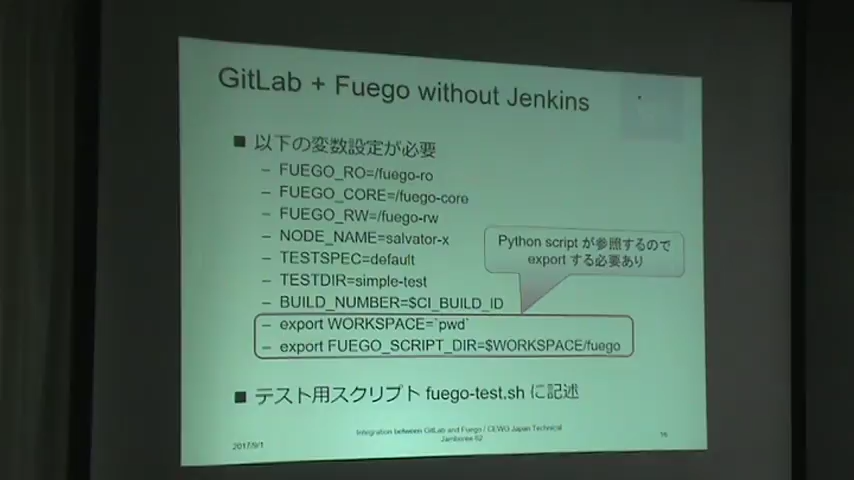 GitLab + Fuego without Jenkins
■ 以下の変数設定が必要
– FUEGO_RO=/fuego-ro
– FUEGO_CORE=/fuego-core
– FUEGO_RW=/fuego-rw
– NODE_NAME=salvator-x
– TESTSPEC=default
– TESTDIR=simple-test
– BUILD_NUMBER=$CI_BUILD_ID
– export WORKSPACE=`pwd`
– export FUEGO_SCRIPT_DIR=$WORKSPACE/fuego
Python script が参照するので
export する必要あり
■ テスト用スクリプト fuego-test.sh に記述
2017/9/1
Integration between GitLab and Fuego / CEWG Japan Technical
Jamboree 62
16